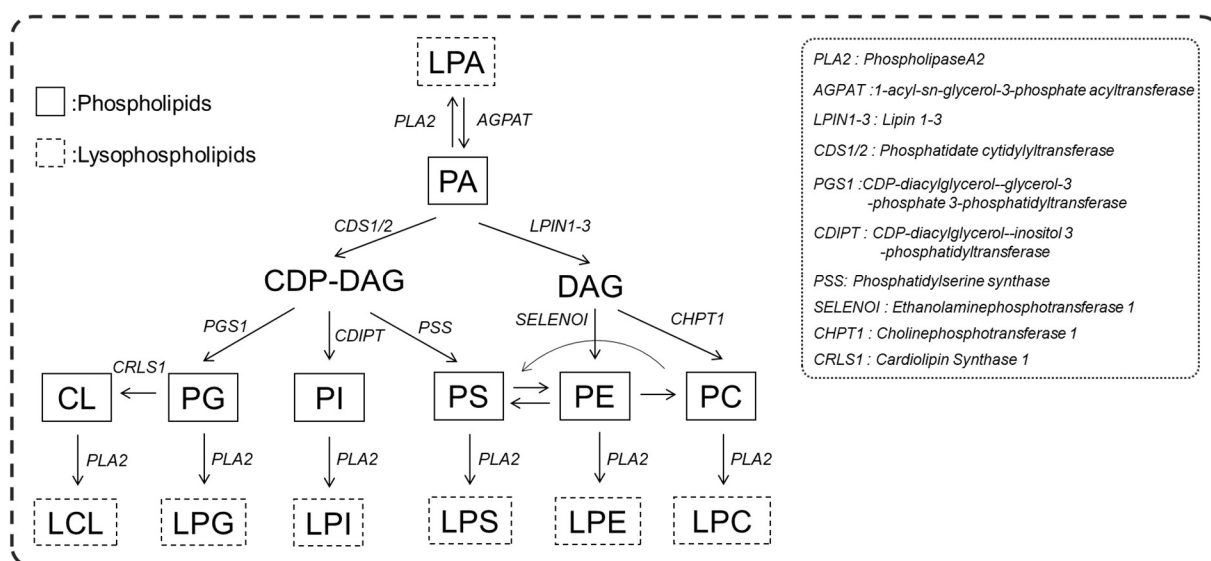 LPA
:Phospholipids
:Lysophospholipids
PLA2
AGPAT
PA
CDS1/2
LPIN1-3
CDP-DAG
DAG
PGS1
CDIPT
PSS
SELENOI
CHPT1
CRLS1
CL
PG
PI
PS
PE
PC
PLA2
PLA2
PLA2
PLA2
PLA2
PLA2
LCL
LPG
LPI
LPS
LPE
LPC
PLA2 : PhospholipaseA2
AGPAT :1-acyl-sn-glycerol-3-phosphate acyltransferase
LPIN1-3 : Lipin 1-3
CDS1/2 : Phosphatidate cytidylyltransferase
PGS1 :CDP-diacylglycerol--glycerol-3
-phosphate 3-phosphatidyltransferase
CDIPT : CDP-diacylglycerol--inositol 3
-phosphatidyltransferase
PSS: Phosphatidylserine synthase
SELENOI : Ethanolaminephosphotransferase 1
CHPT1 : Cholinephosphotransferase 1
CRLS1 : Cardiolipin Synthase 1